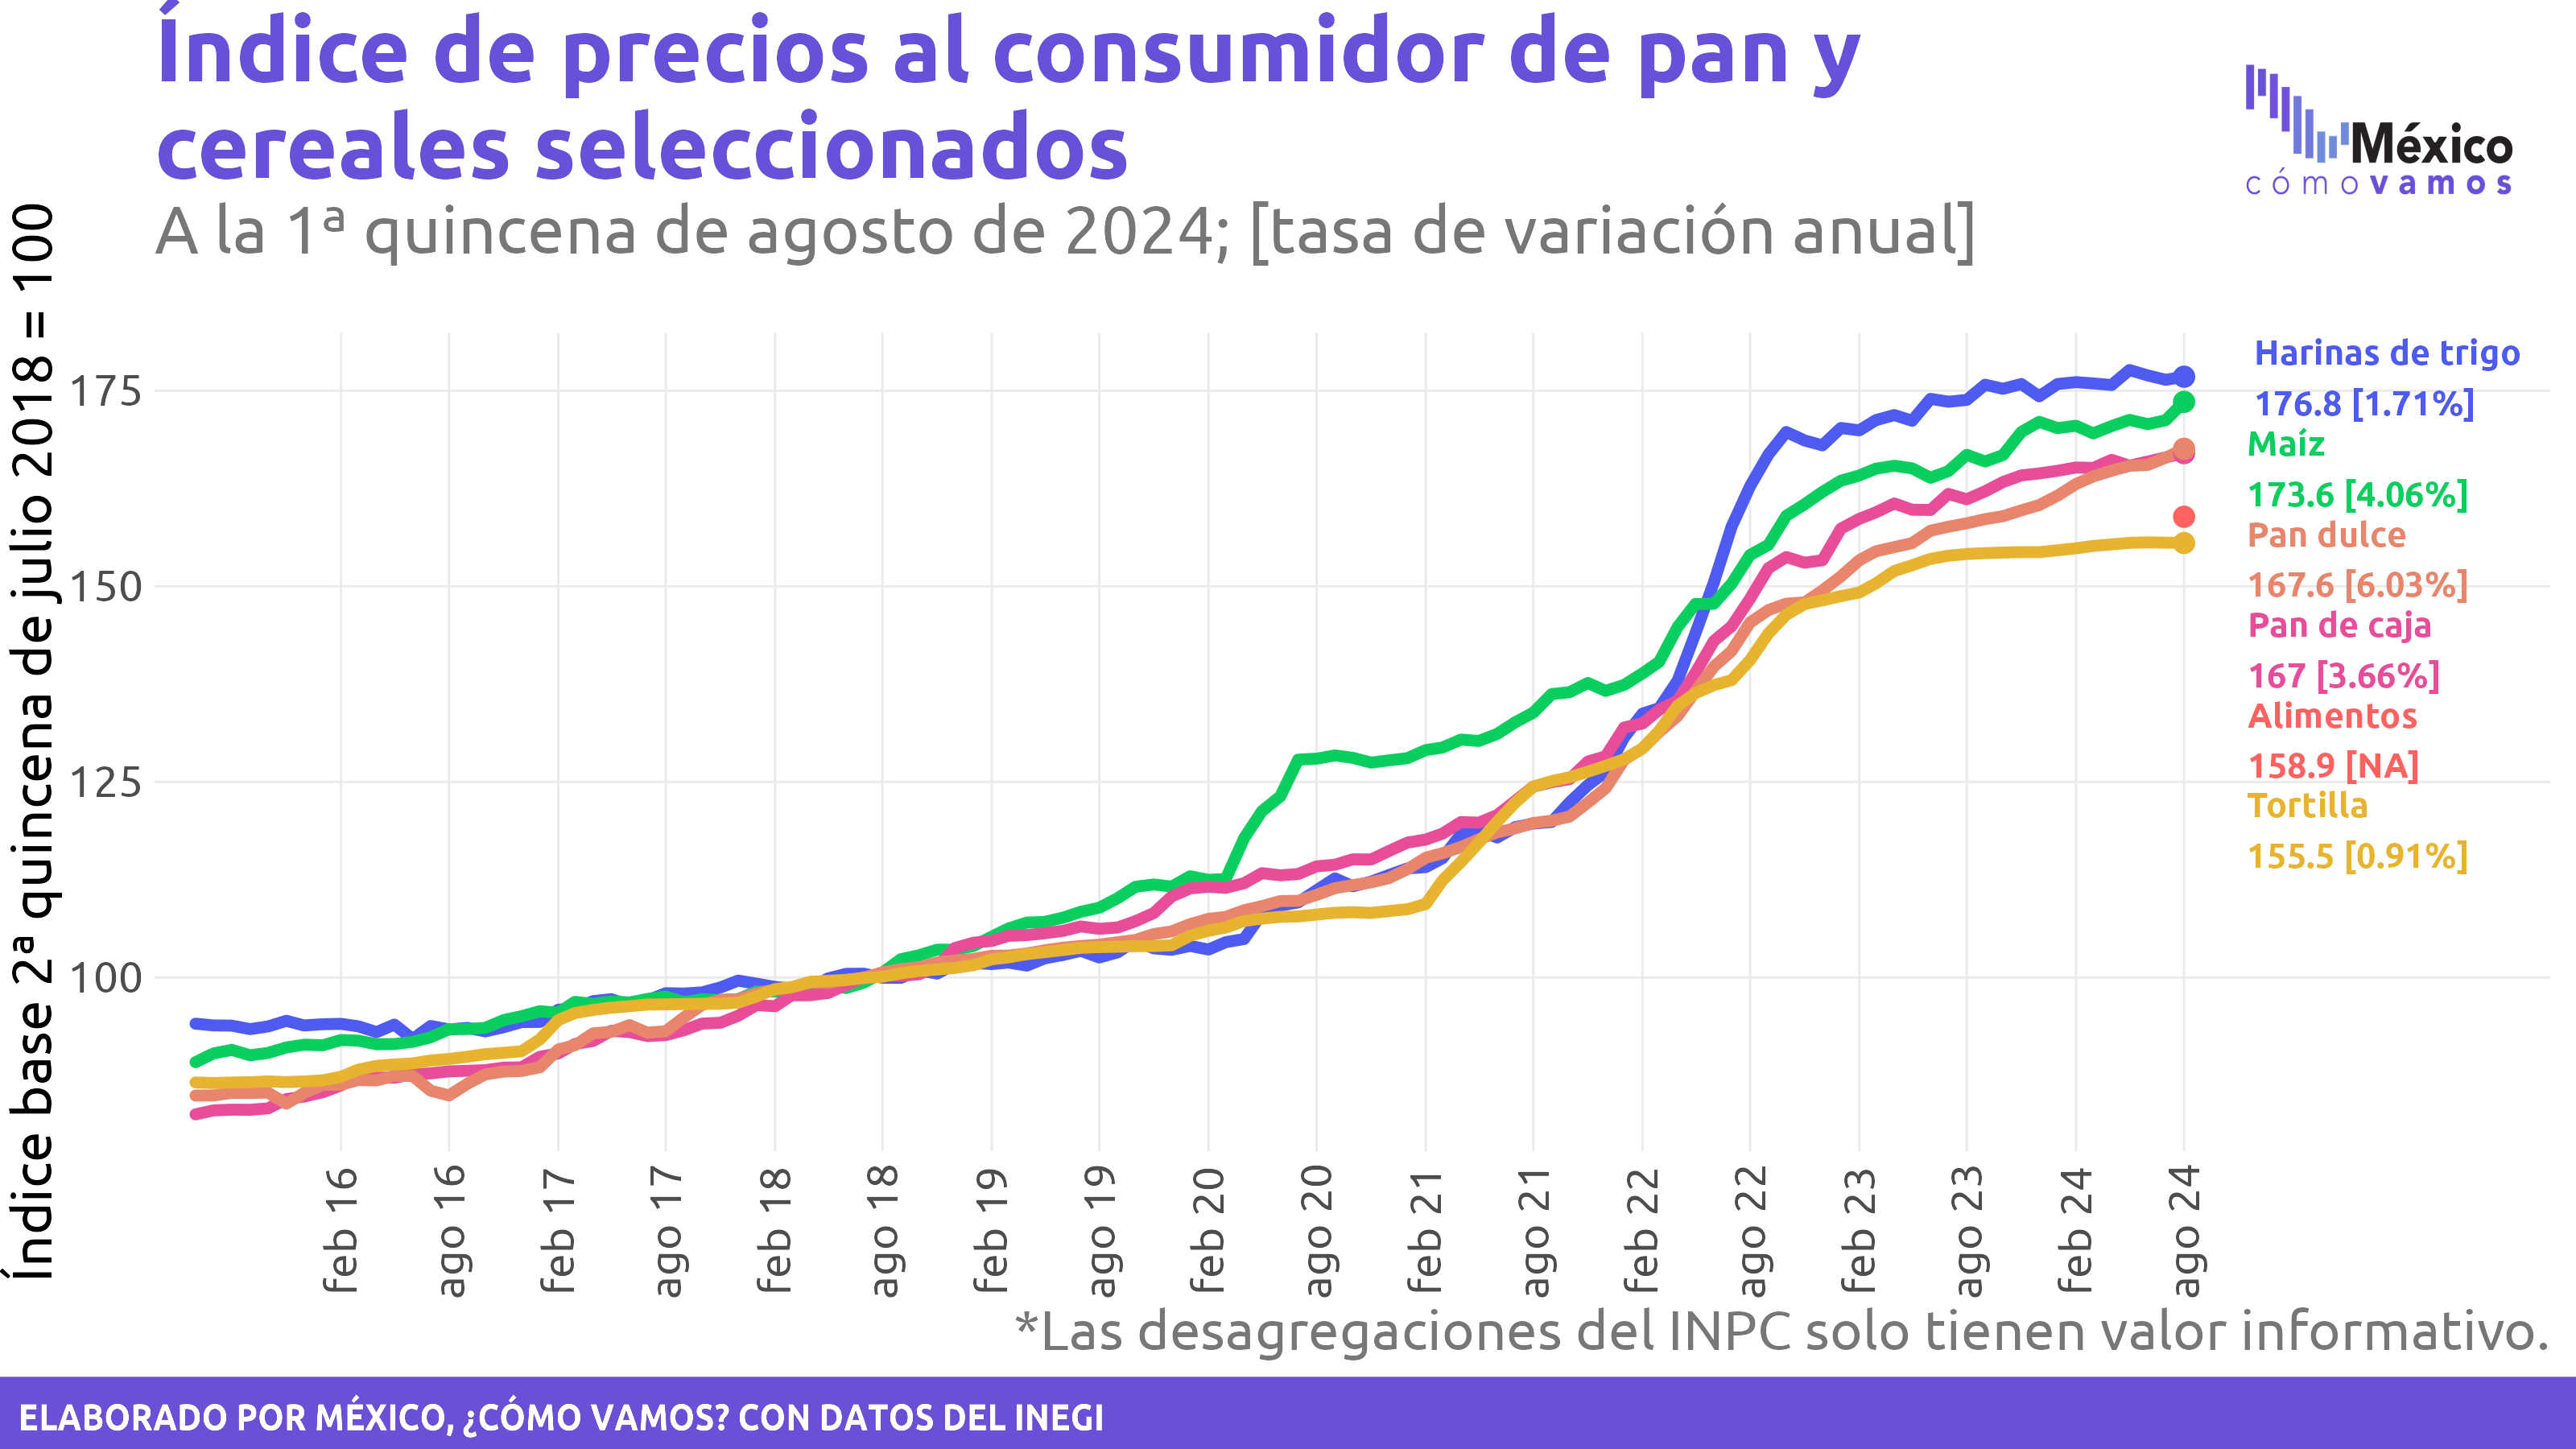 Índice de precios al consumidor de pan y
cereales seleccionados
A la 1ª quincena de agosto de 2024; [tasa de variación anual]
México
cómo vamos
Índice base 2ª quincena de julio 2018 = 100
175
150
125
100
Harinas de trigo
176.8 [1.71%]
Maíz
173.6 [4.06%]
Pan dulce
167.6 [6.03%]
Pan de caja
167 [3.66%]
Alimentos
158.9 [NA]
Tortilla
155.5 [0.91%]
feb 16
ago 16
feb 17
ago 17
feb 18
ago 18
feb 19
ago 19
feb 20
ago 20
feb 21
ago 21
feb 22
ago 22
feb 23
ago 23
feb 24
ago 24
*Las desagregaciones del INPC solo tienen valor informativo.
ELABORADO POR MÉXICO, ¿CÓMO VAMOS? CON DATOS DEL INEGI